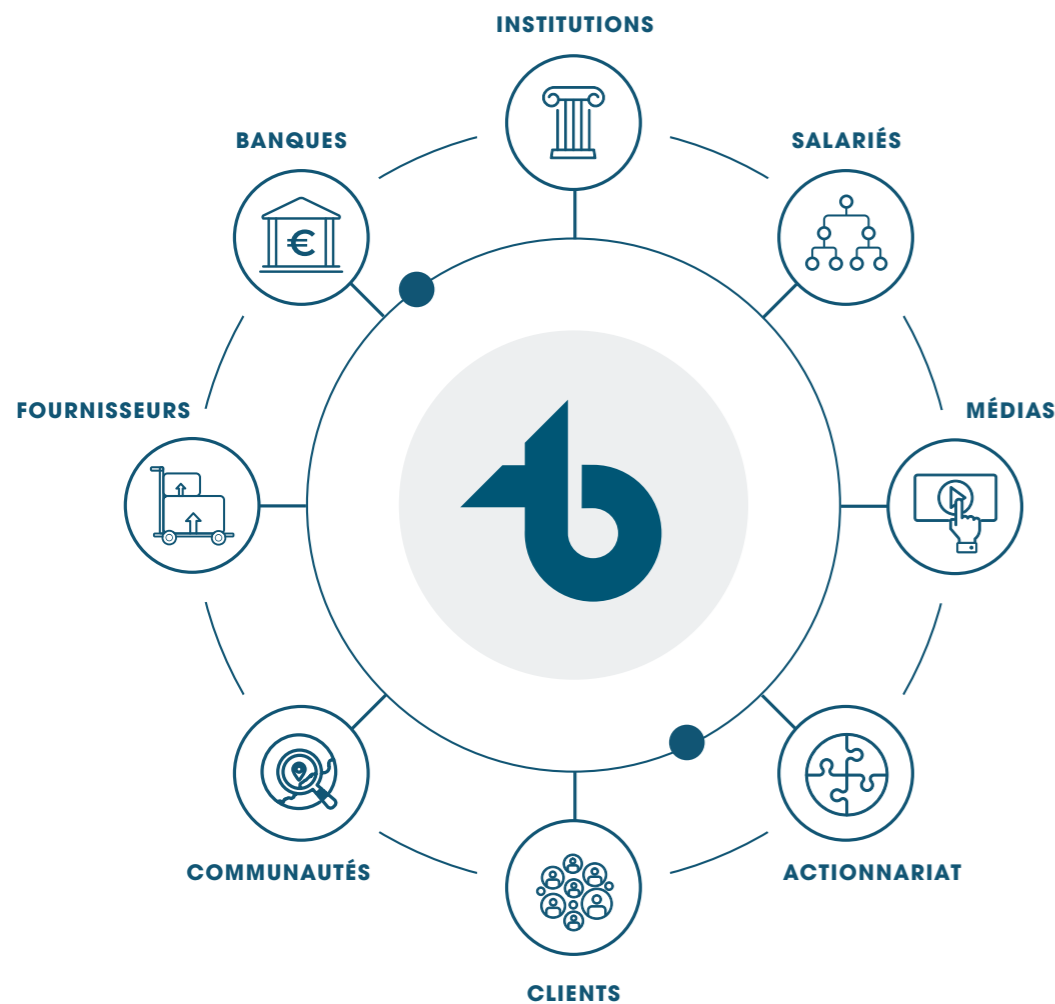 INSTITUTIONS
BANQUES
SALARIÉS
€
FOURNISSEURS
MÉDIAS
COMMUNAUTÉS
ACTIONNARIAT
CLIENTS